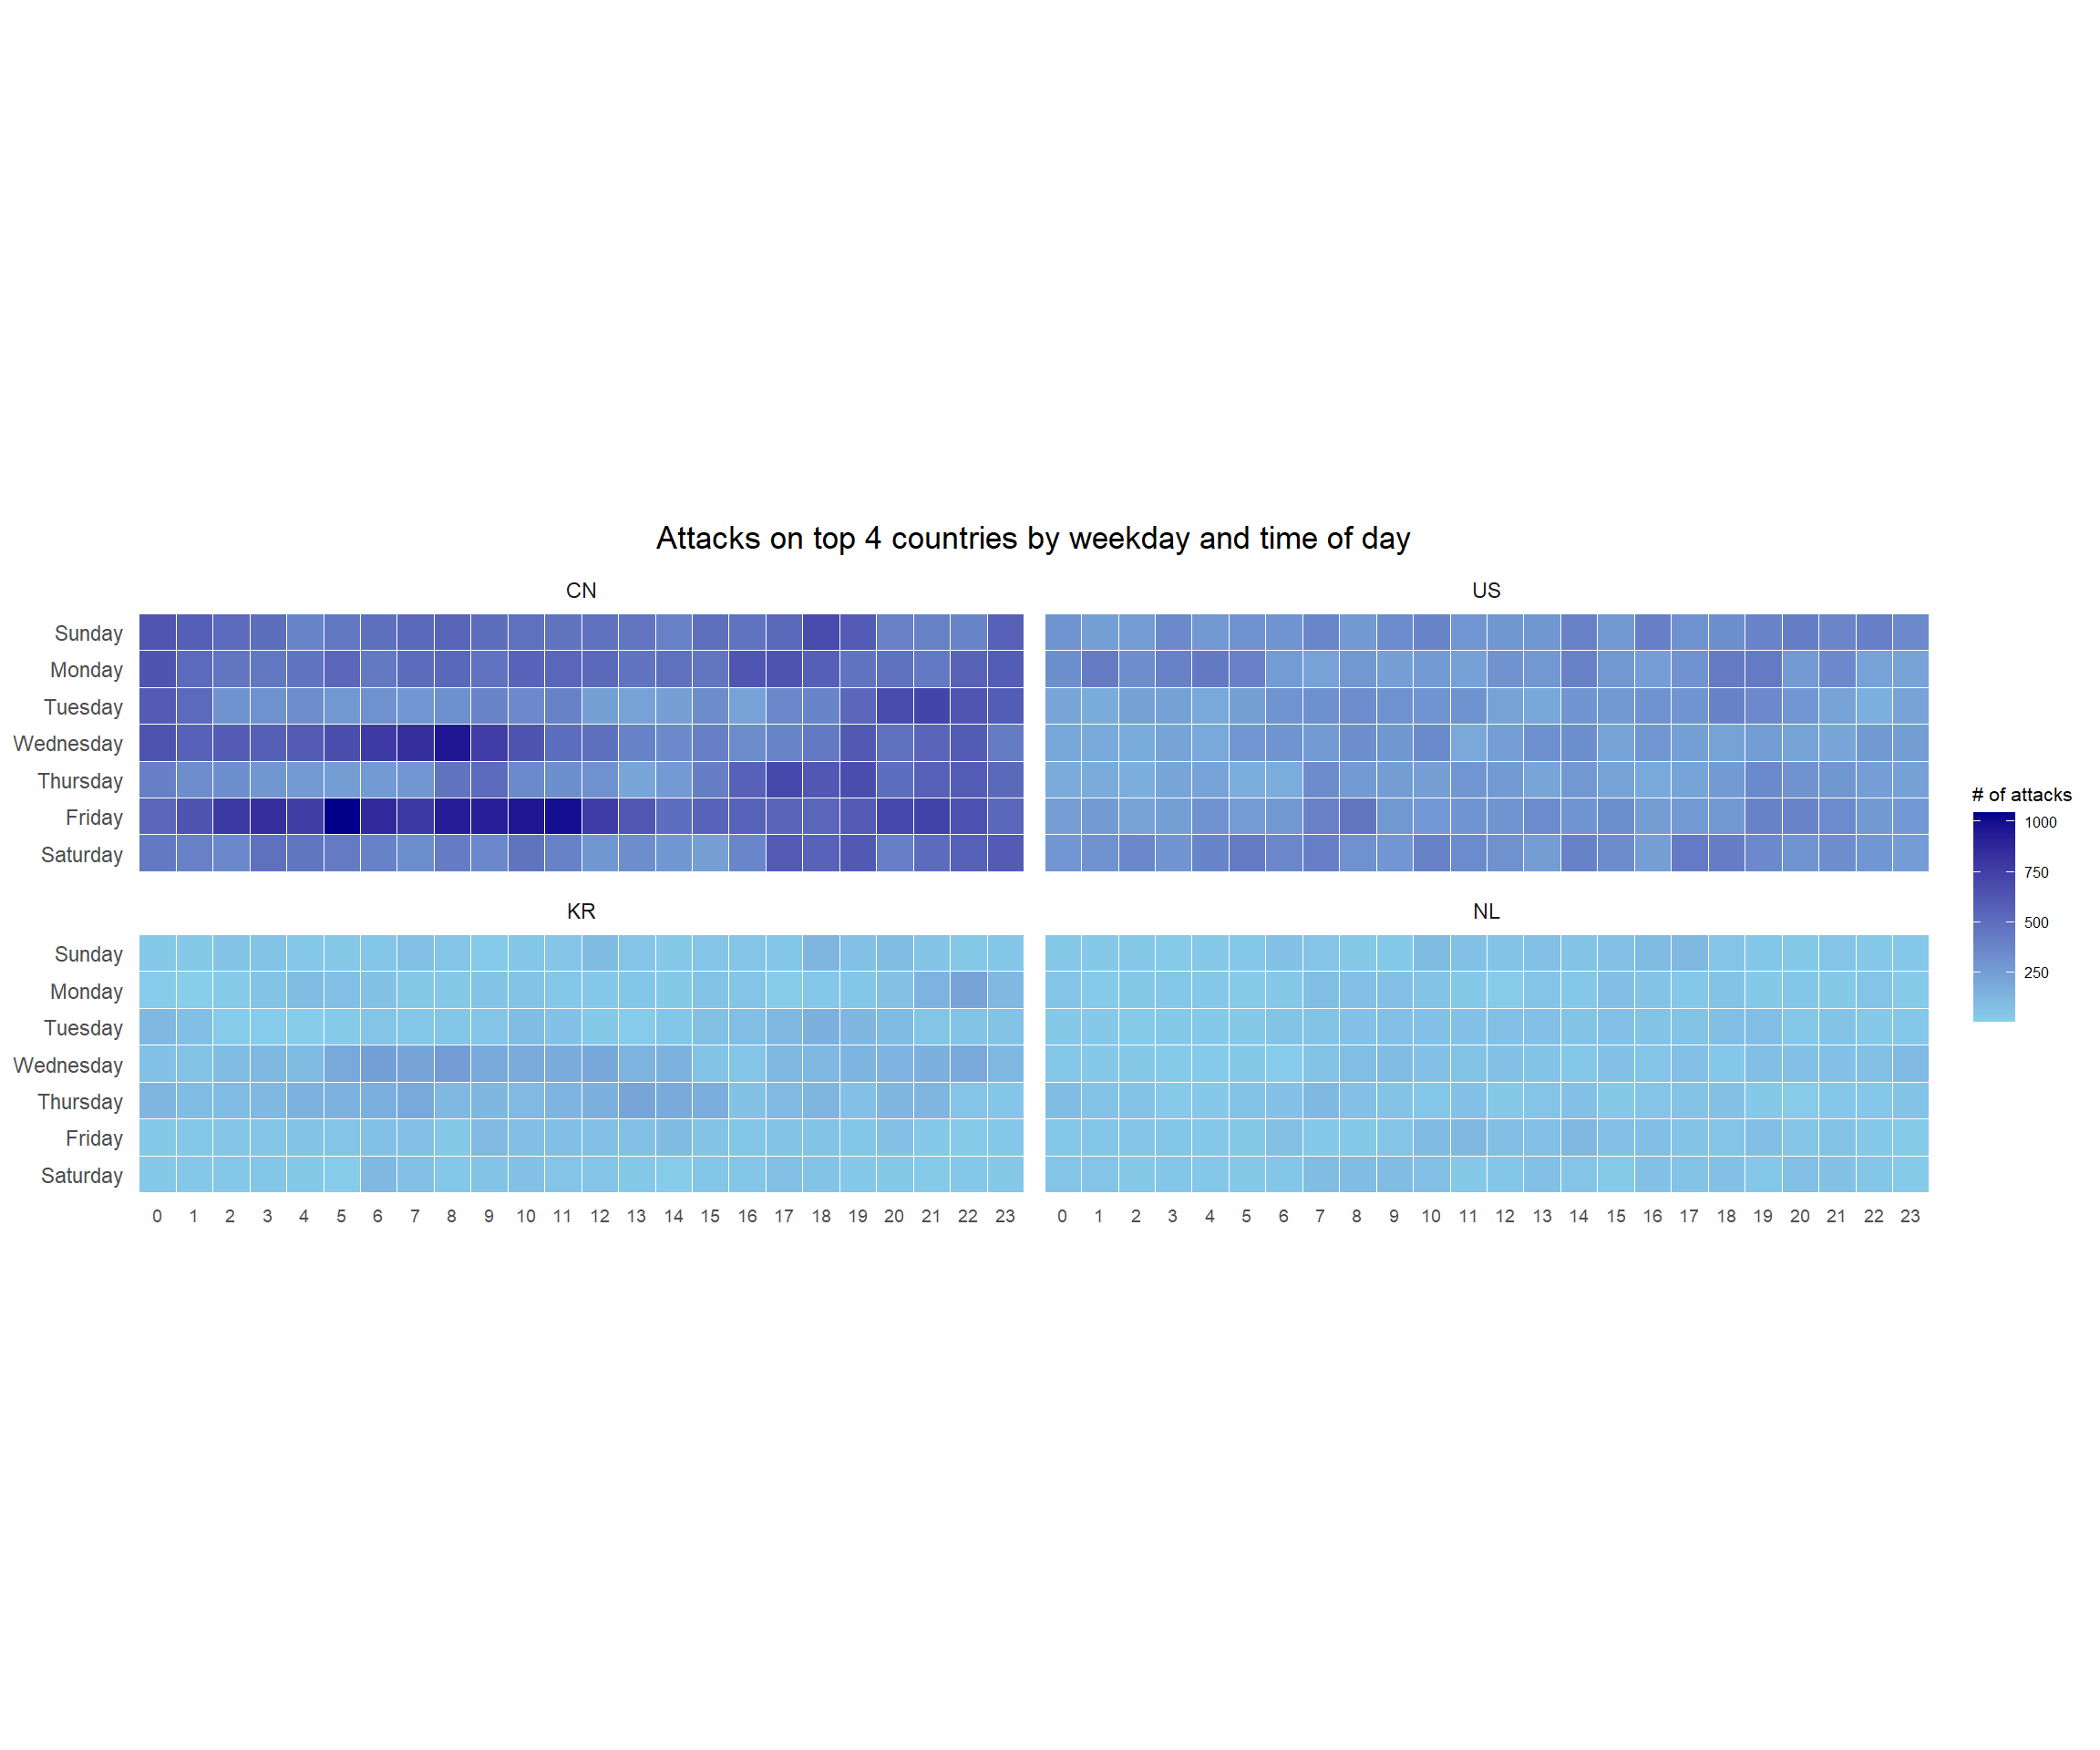 Attacks on top 4 countries by weekday and time of day
CN
US
Sunday
Monday
Tuesday
Wednesday
Thursday
Friday
Saturday
# of attacks
1000
750
500
250
KR
NL
Sunday
Monday
Tuesday
Wednesday
Thursday
Friday
Saturday
0 1 2 3 4 5 6 7 8 9 10 11 12 13 14 15 16 17 18 19 20 21 22 23
0 1 2 3 4 5 6 7 8 9 10 11 12 13 14 15 16 17 18 19 20 21 22 23